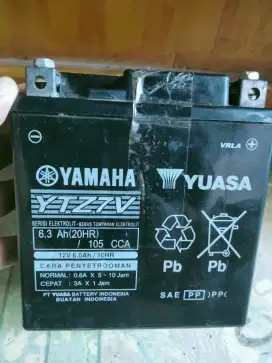 VRLA
YAMAHA
YUASA
YTZ7V
BERISI ELEKTROLIT - BEBAS TUMPAHAN ELEKTROLIT
6.3 Ah(20HR)
105 CCA
12V 6.0Ah / 10HR
CARA PENYETROOMAN
NORMAL: 0.6A X 5 ~ 10 Jam
CEPAT : 3A X 1 Jam
PT YUASA BATTERY INDONESIA
BUATAN INDONESIA
Pb Pb
SAE PP )PP(